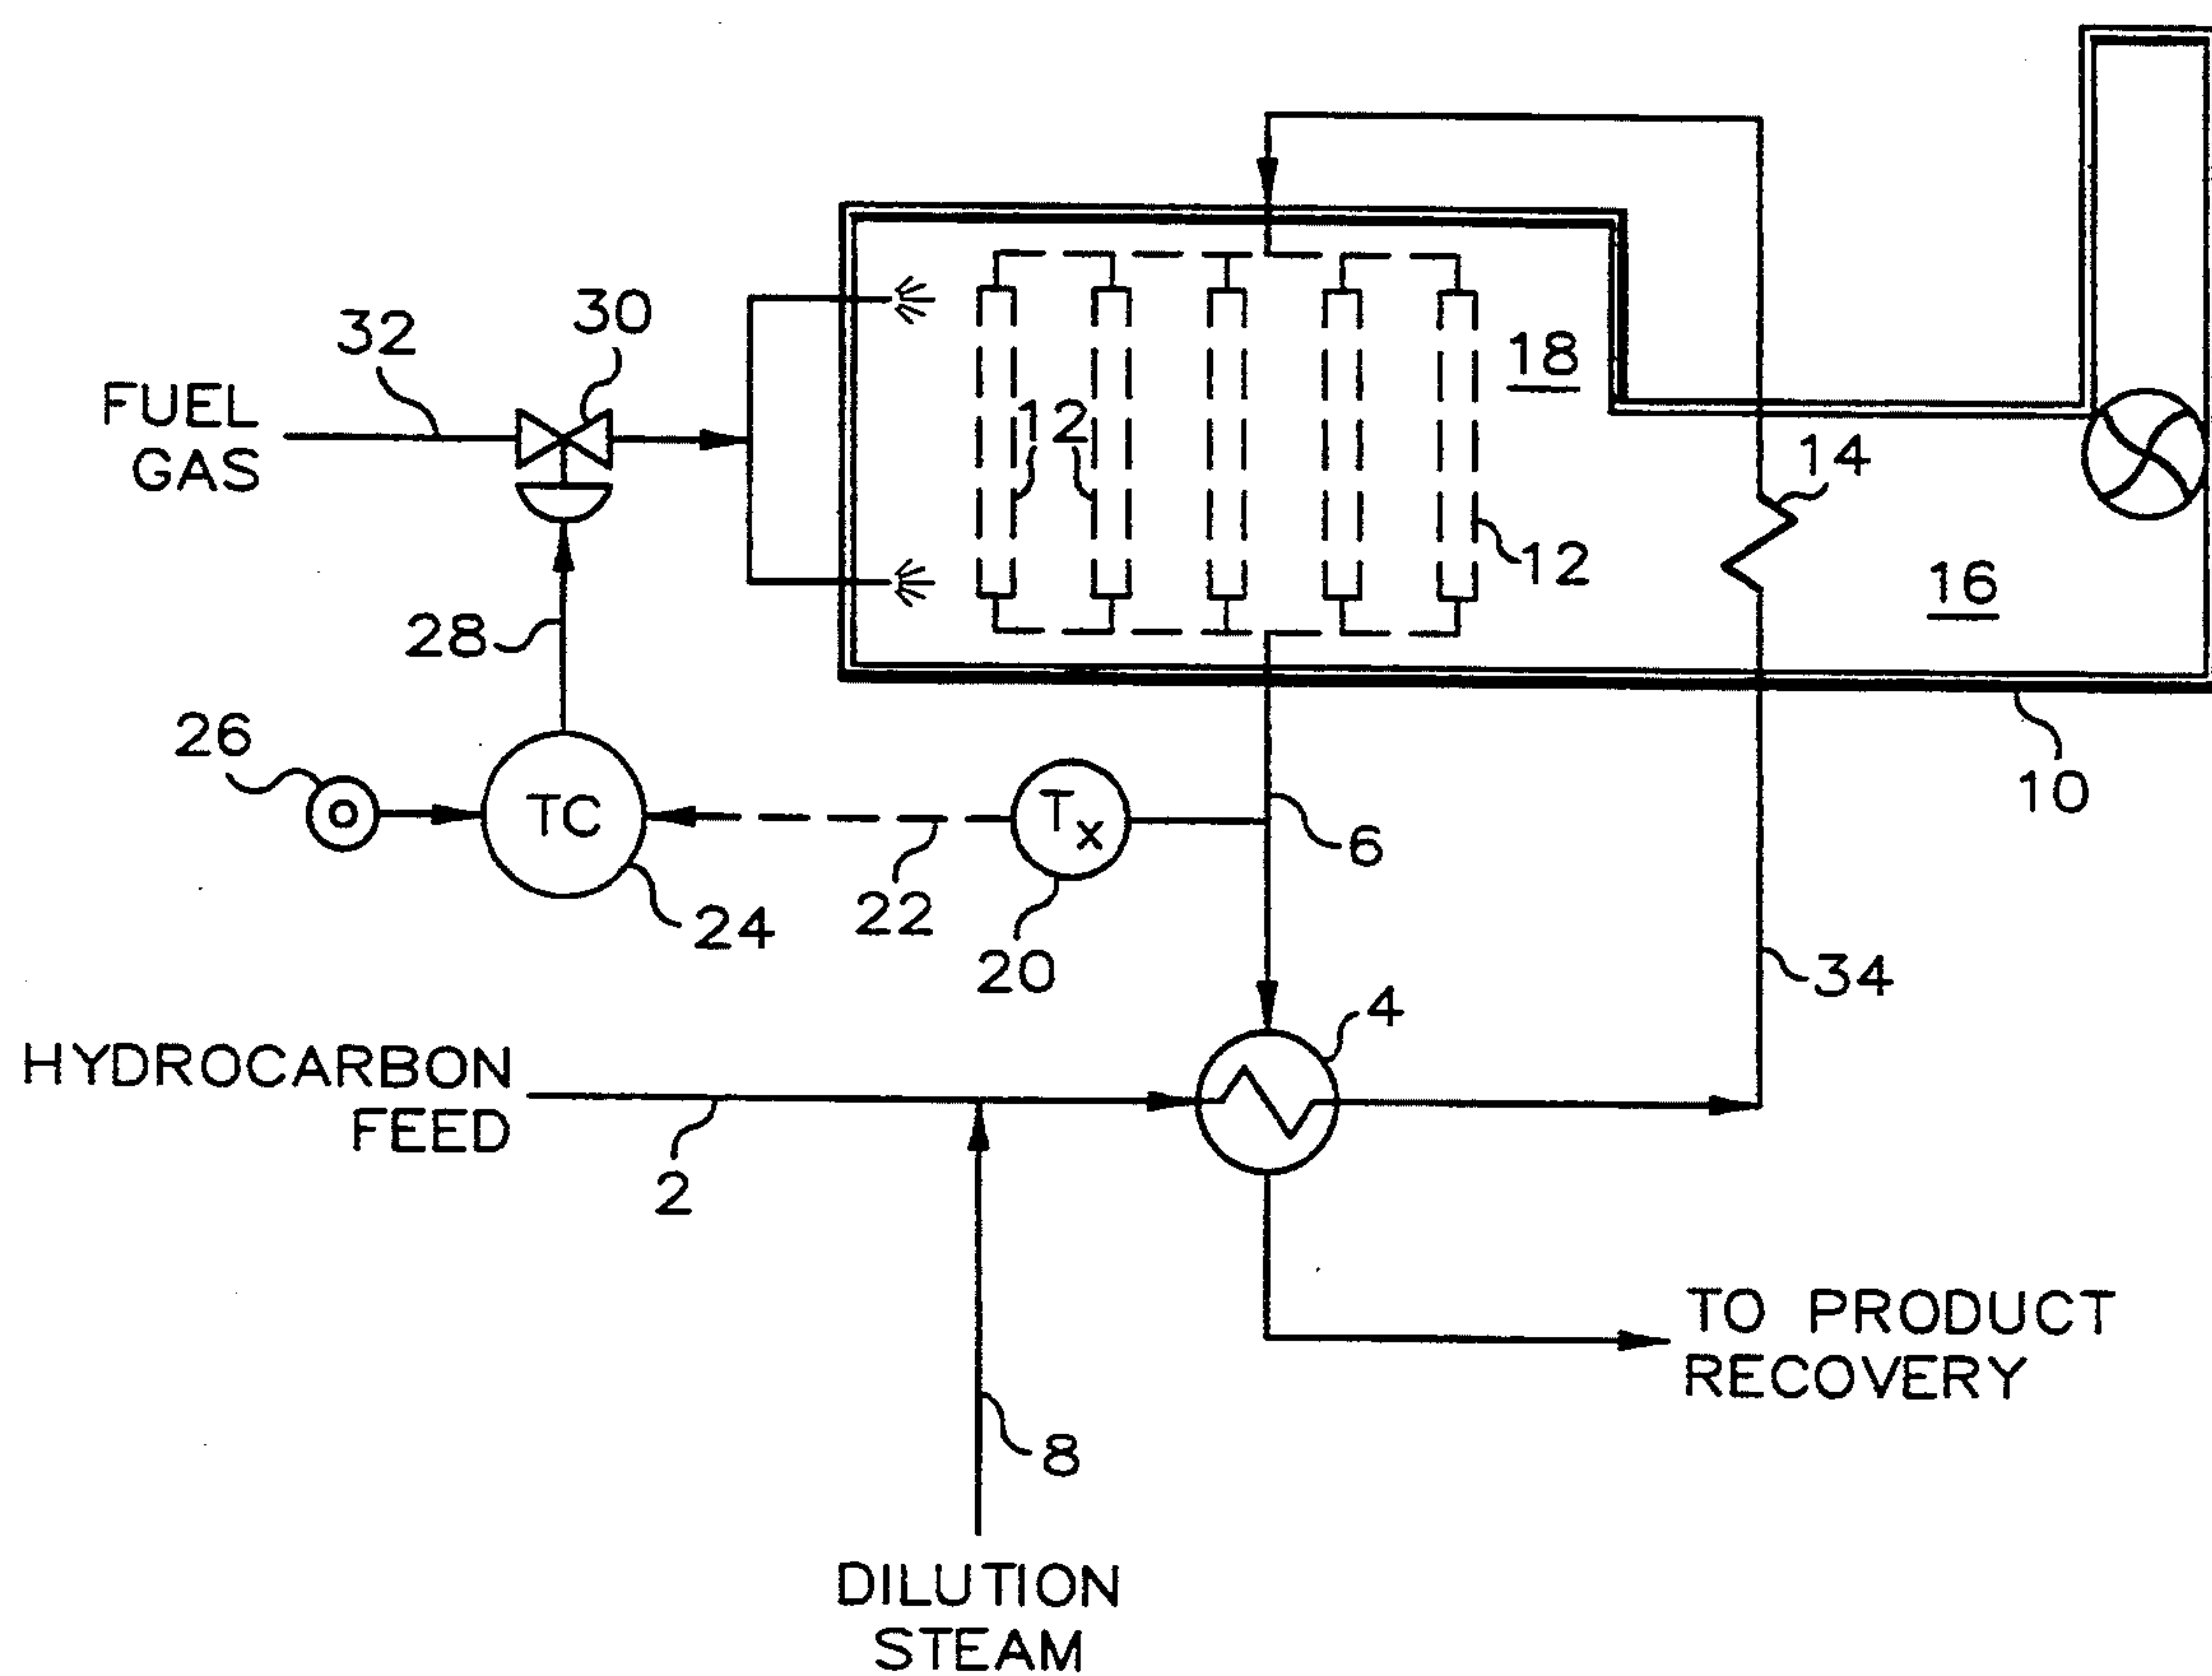 30
32
18
FUEL
GAS
12
12
14
12
16
28
26
10
TC
Tx
6
22
24
20
34
4
HYDROCARBON
FEED
2
TO PRODUCT
RECOVERY
8
DILUTION
STEAM